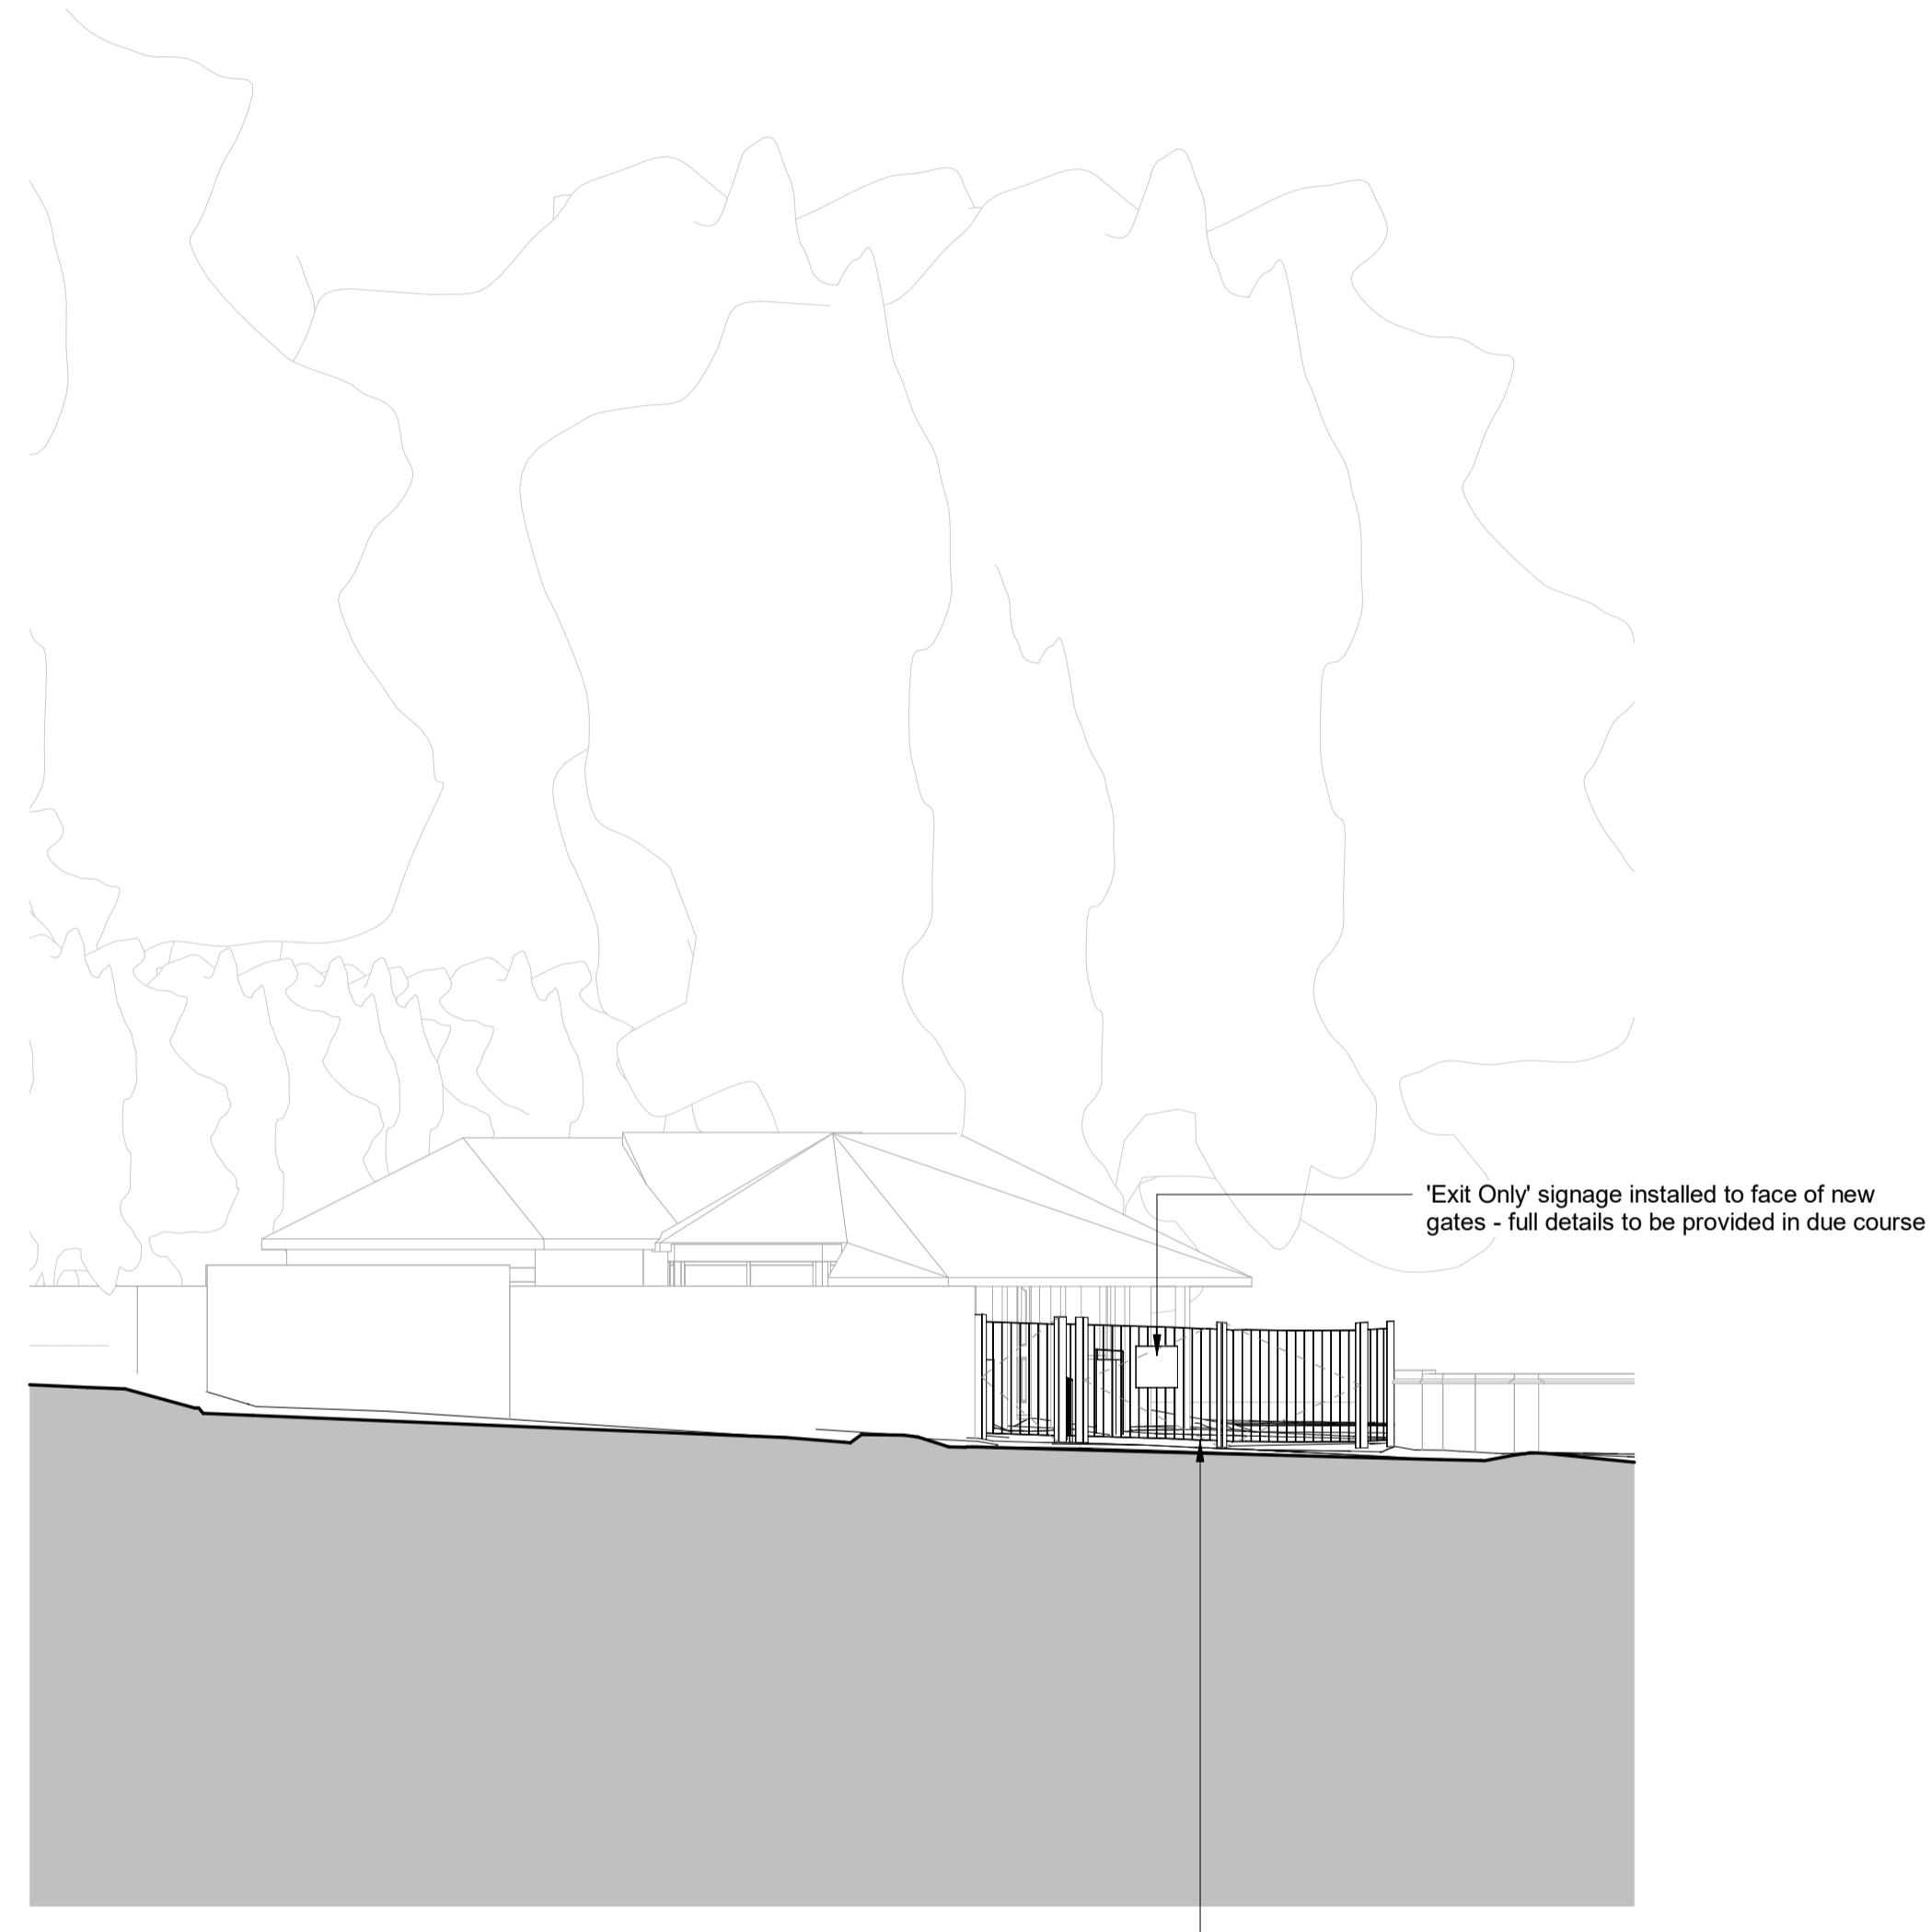 'Exit Only' signage installed to face of new
gates - full details to be provided in due course